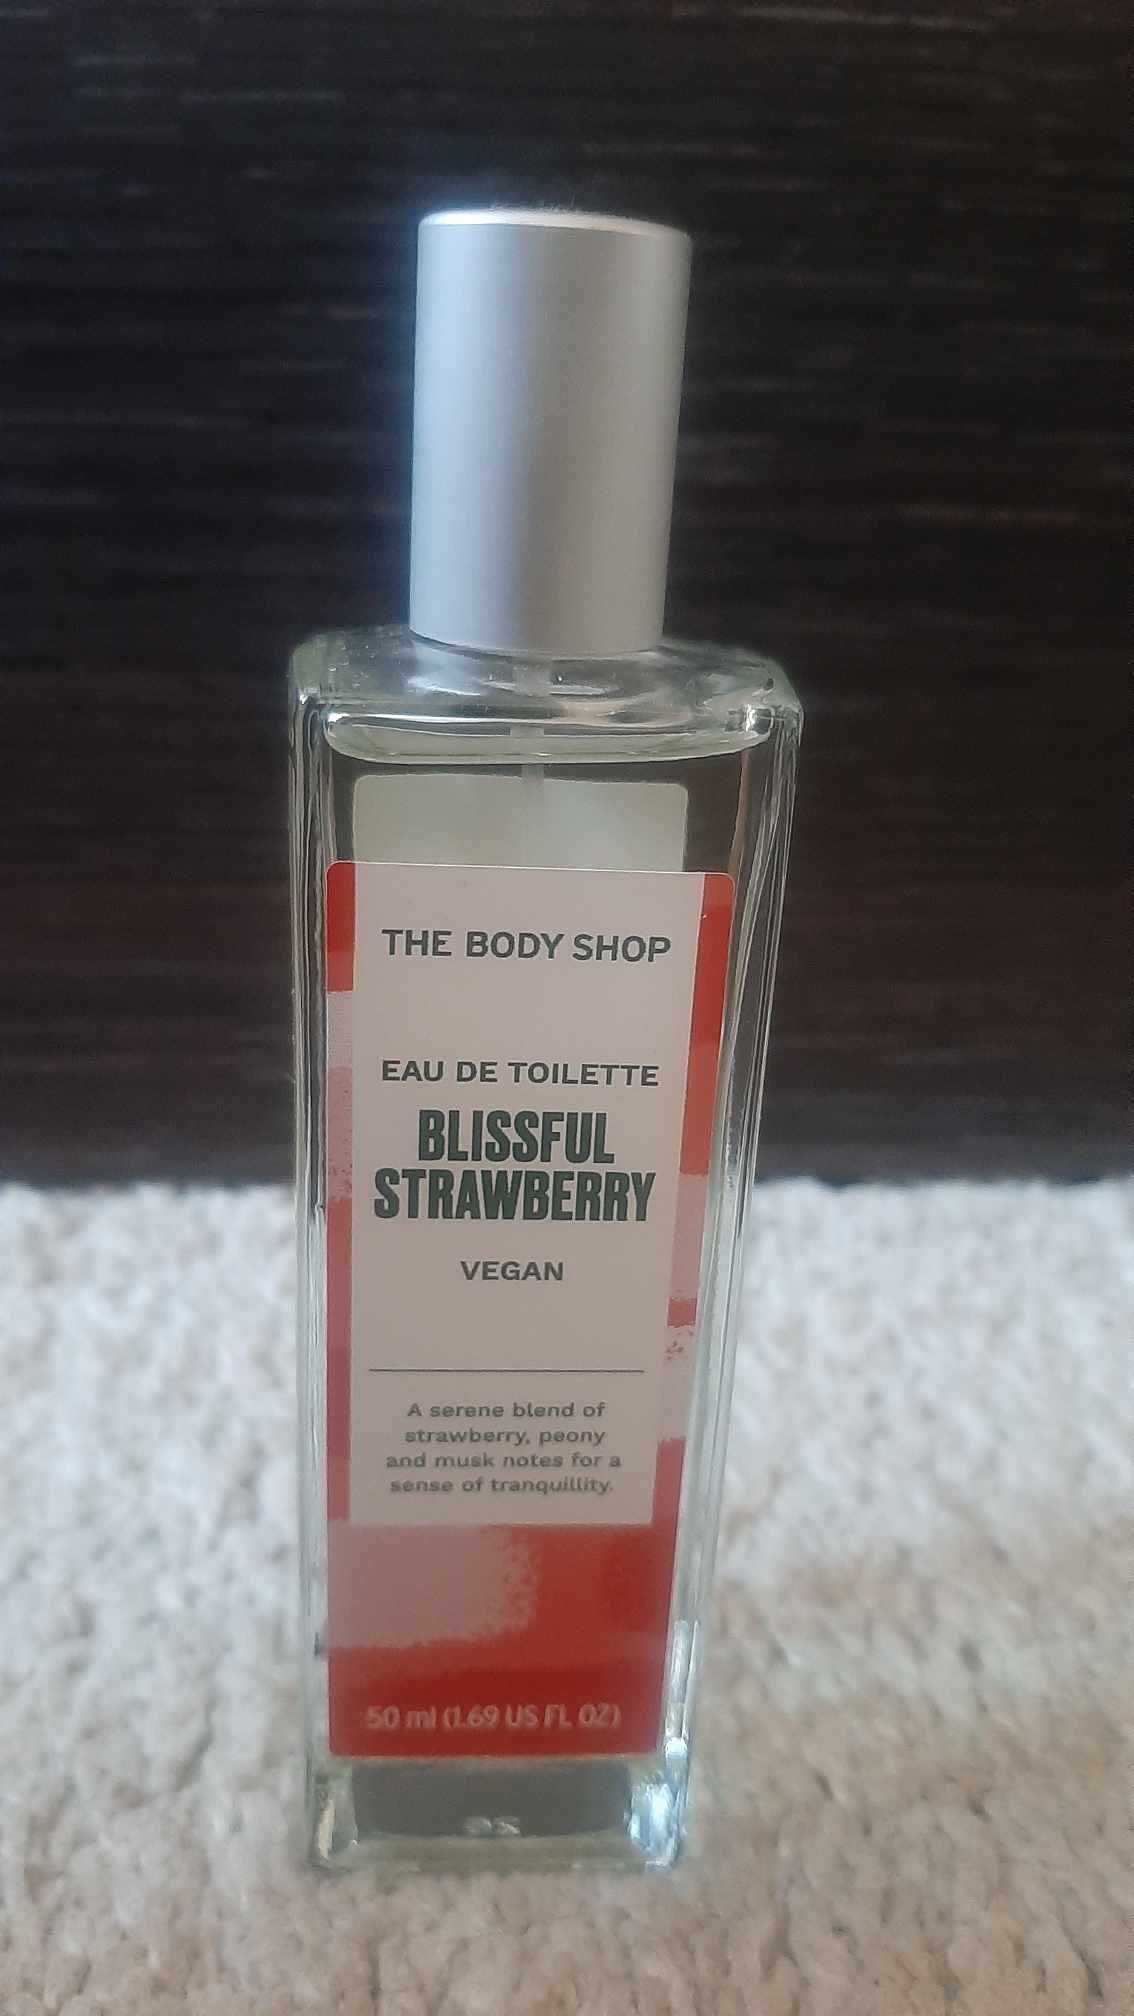 THE BODY SHOP
EAU DE TOILETTE
BLISSFUL
STRAWBERRY
VEGAN
A serene blend of
strawberry, peony
and musk notes for a
sense of tranquillity.
50 ml (1.69 US FL OZ)